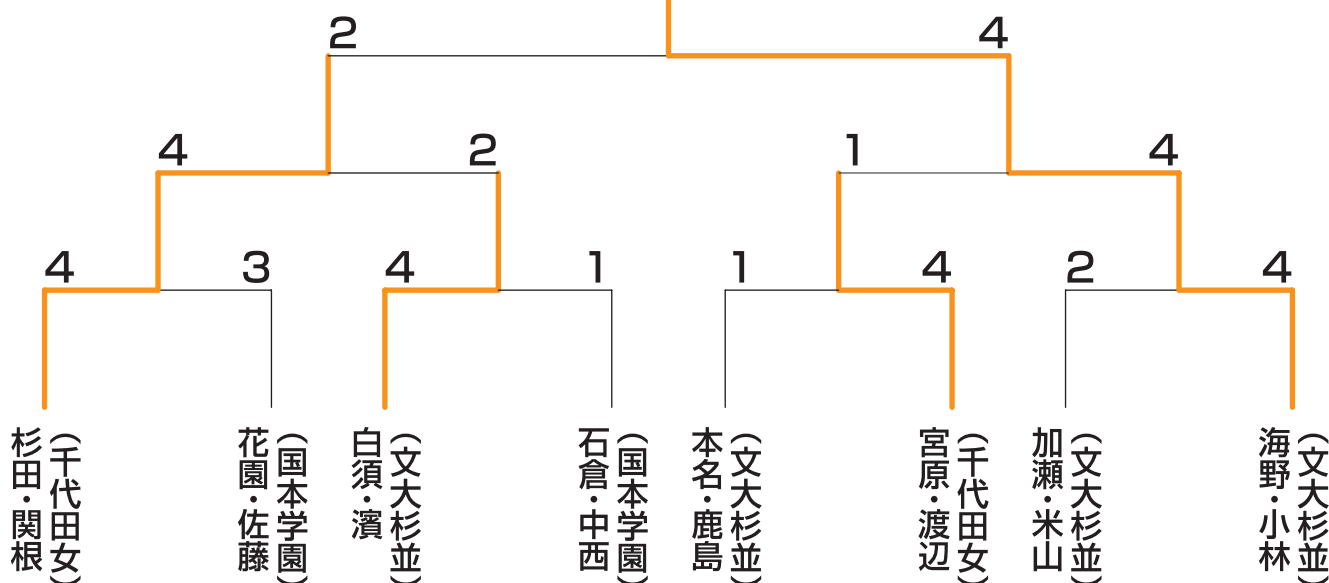 2
4
4
2
1
4
4
3
4
1
1
4
2
4
杉田・関根
(千代田女)
花園・佐藤
(国本学園)
白須・濱
(文大杉並)
石倉・中西
(国本学園)
本名・鹿島
(文大杉並)
宮原・渡辺
(千代田女)
加瀬・米山
(文大杉並)
海野・小林
(文大杉並)